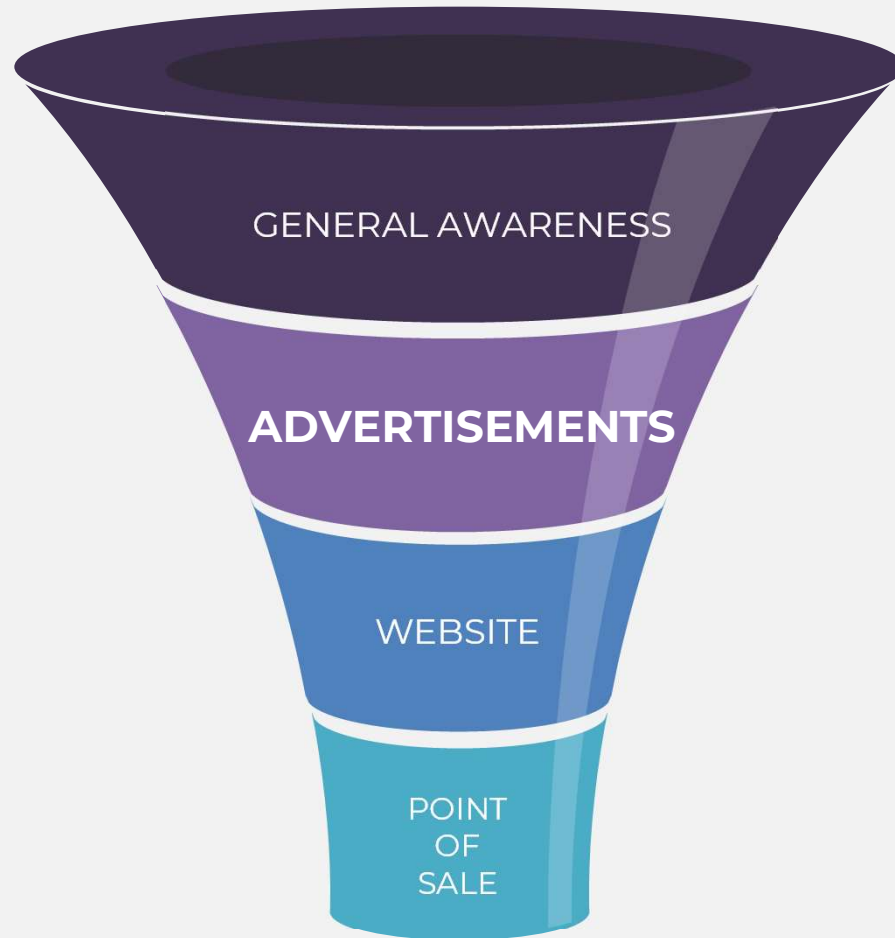 GENERAL AWARENESS
ADVERTISEMENTS
WEBSITE
POINT
OF
SALE